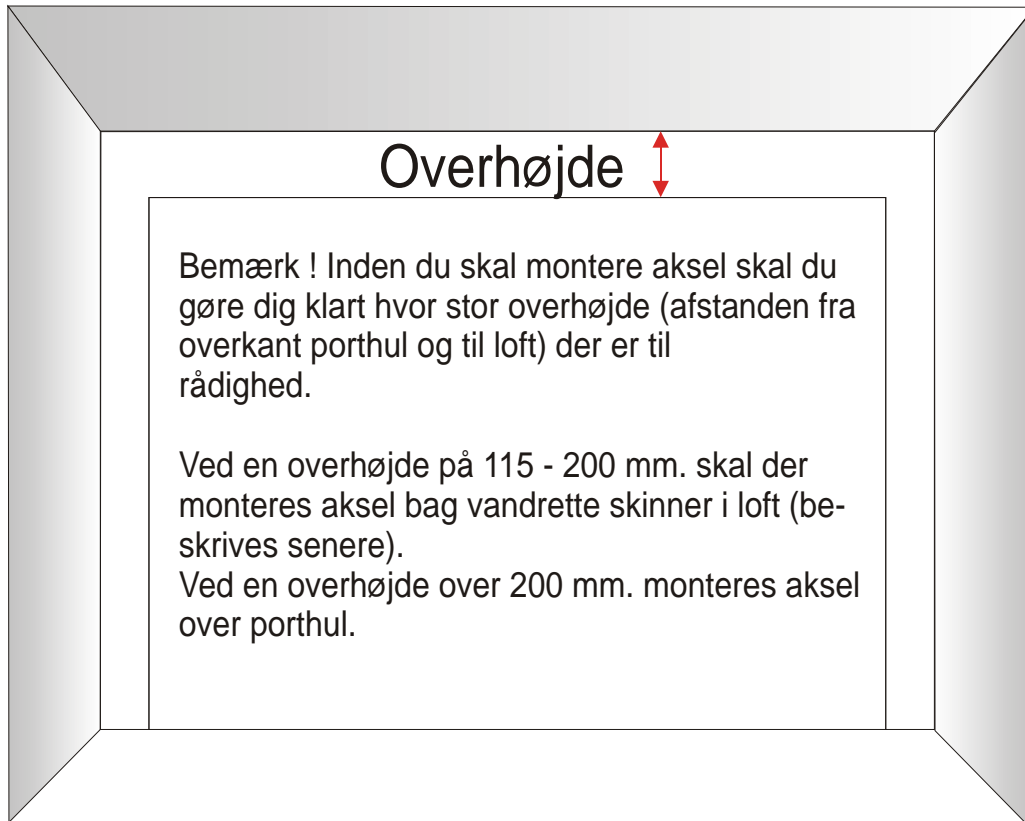 Overhøjde
Bemærk ! Inden du skal montere aksel skal du
gøre dig klart hvor stor overhøjde (afstanden fra
overkant porthul og til loft) der er til
rådighed.
Ved en overhøjde på 115 - 200 mm. skal der
monteres aksel bag vandrette skinner i loft (be-
skrives senere).
Ved en overhøjde over 200 mm. monteres aksel
over porthul.